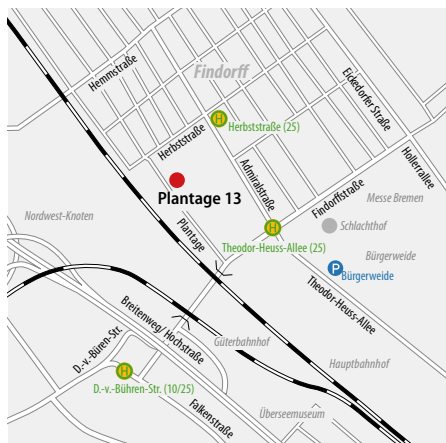 Hemmstraße
Findorff
Eickedorfer Straße
H
Herbststraße (25)
Herbststraße
Admiralstraße
Hollerallee
Plantage 13
Findorffstraße
Messe Bremen
Nordwest-Knoten
Plantage
H
Schlachthof
Theodor-Heuss-Allee (25)
Bürgerweide
P
Bürgerweide
Theodor-Heuss-Allee
Breitenweg/ Hochstraße
D.-v.-Büren-Str.
Güterbahnhof
Hauptbahnhof
H
D.-v.-Bühren-Str. (10/25)
Falkenstraße
Überseemuseum